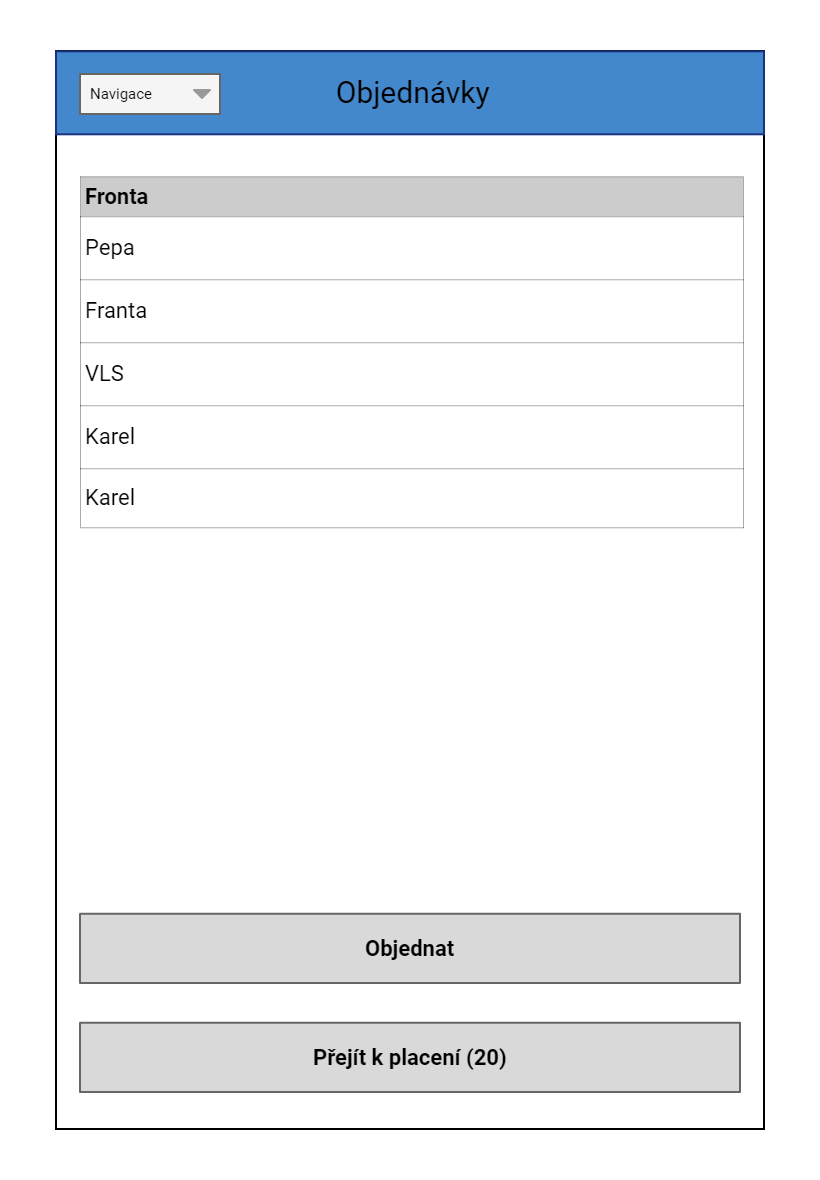 Navigace
Objednávky
Fronta
Pepa
Franta
VLS
Karel
Karel
Objednat
Přejít k placení (20)